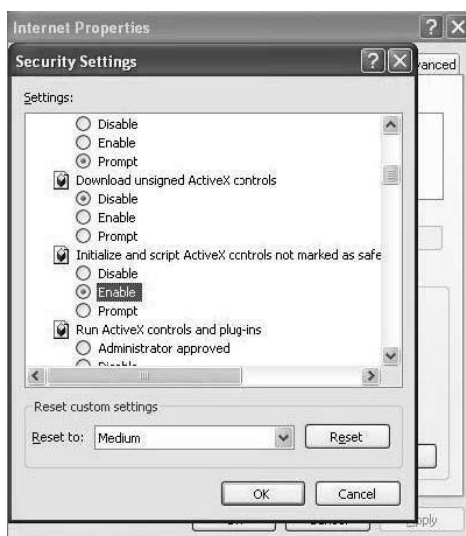 Internet Properties
Security Settings
vanced
Settings:
Disable
Enable
Prompt
Download unsigned ActiveX controls
Disable
Enable
Prompt
Initialize and script ActiveX controls not marked as safe
Disable
Enable
Prompt
Run ActiveX controls and plug-ins
Administrator approved
Disable
Reset custom settings
Reset to:
Medium
Reset
OK
Cancel
Apply